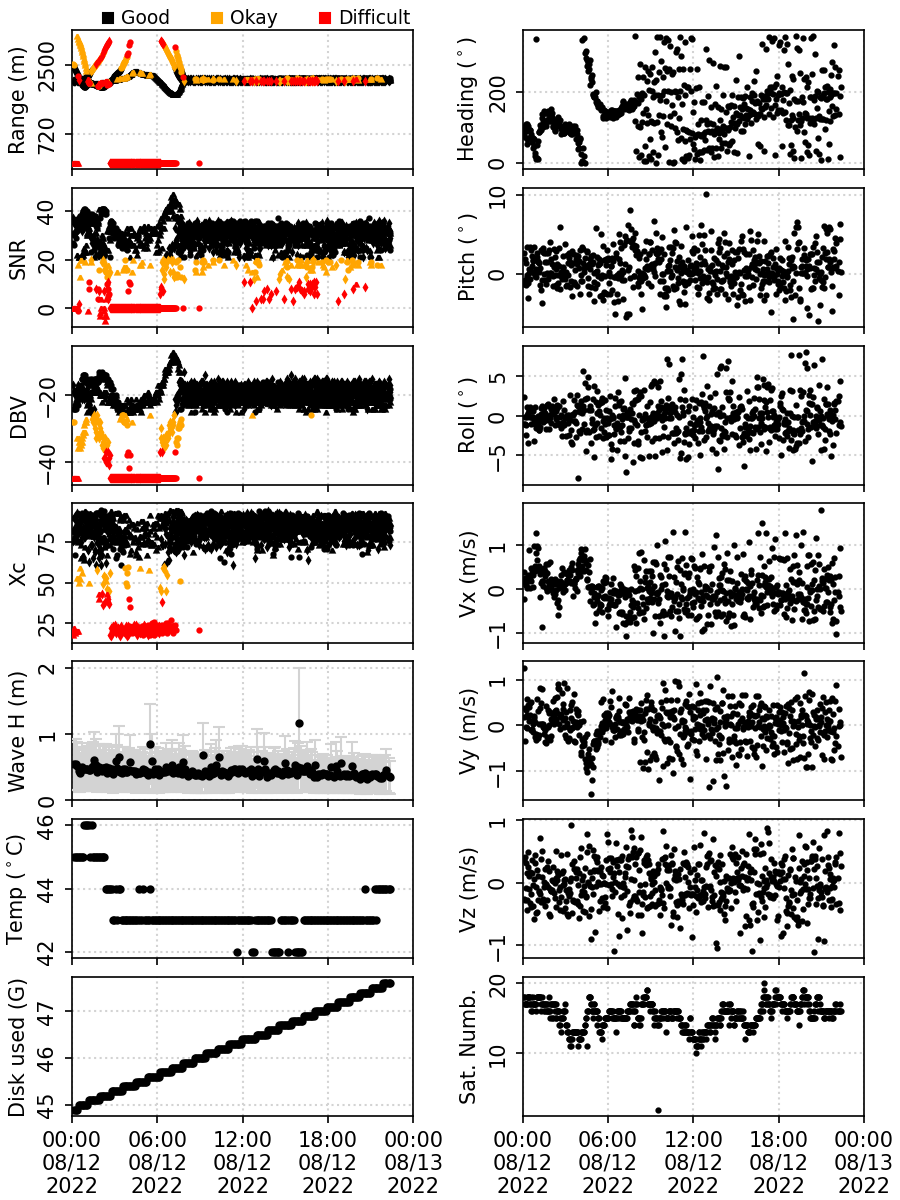 Good Okay Difficult
Range (m)
2500
720
Heading (°)
200
0
SNR
40
20
0
Pitch (°)
10
0
DBV
−20
−40
Roll (°)
5
0
−5
Xc
75
50
25
Vx (m/s)
1
0
−1
Wave H (m)
2
1
0
Vy (m/s)
1
0
−1
Temp (°C)
46
44
42
Vz (m/s)
1
0
−1
Disk used (G)
47
46
45
Sat. Numb.
20
10
00:00 06:00 12:00 18:00 00:00
08/12 08/12 08/12 08/12 08/13
2022 2022 2022 2022 2022
00:00 06:00 12:00 18:00 00:00
08/12 08/12 08/12 08/12 08/13
2022 2022 2022 2022 2022